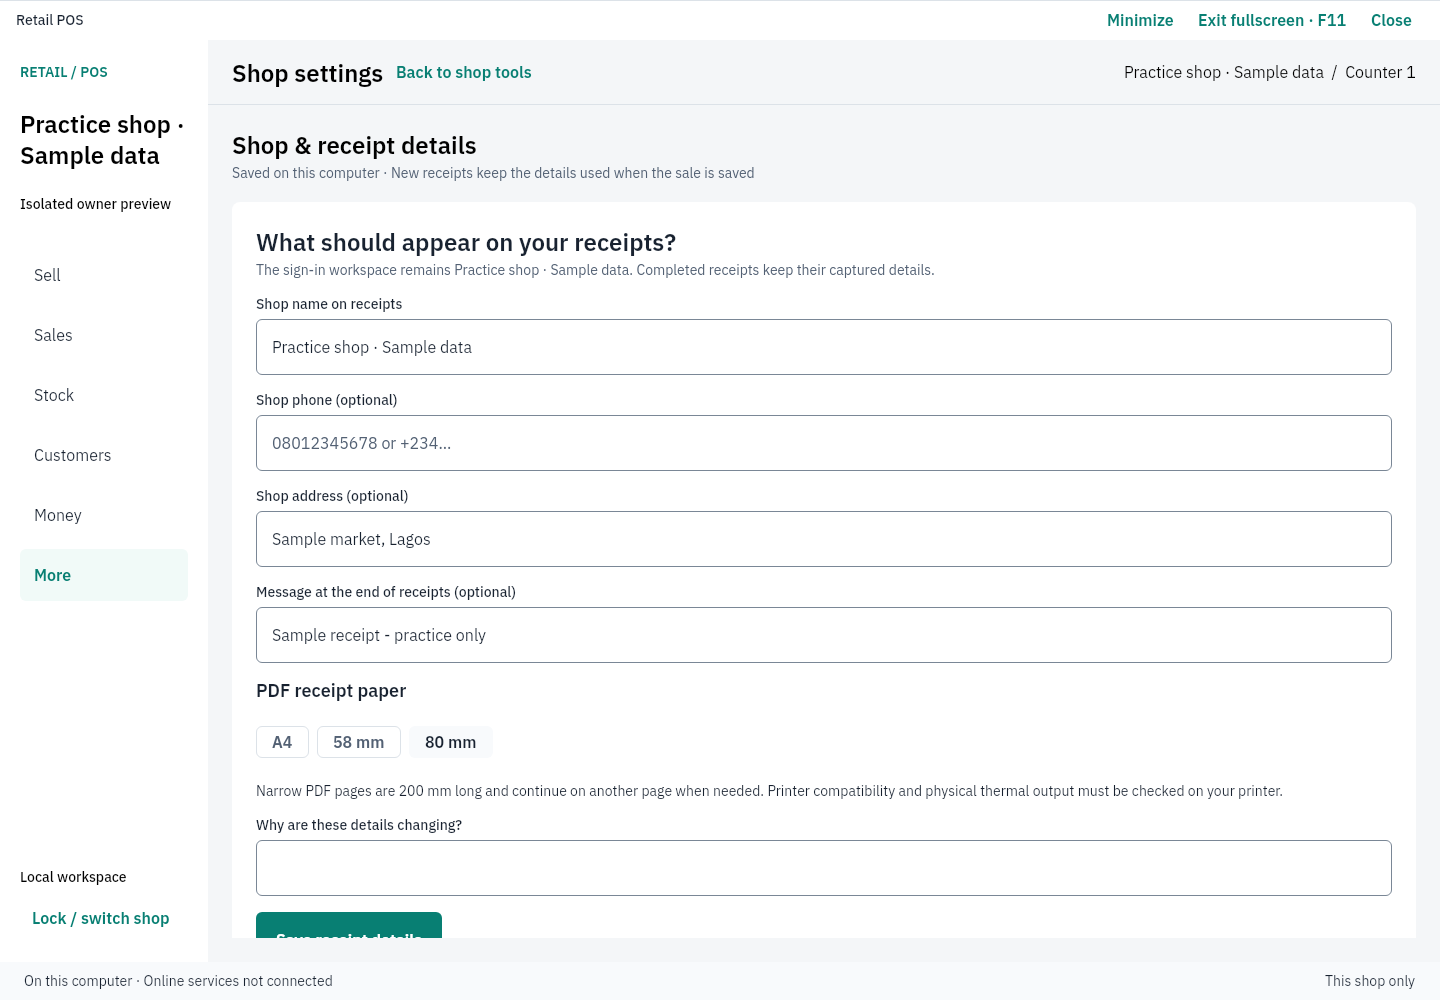 Retail POS
Minimize
Exit fullscreen · F11
Close
RETAIL / POS
Practice shop ·
Sample data
Isolated owner preview
Sell
Sales
Stock
Customers
Money
More
Local workspace
Lock / switch shop
Shop settings
Back to shop tools
Practice shop · Sample data / Counter 1
Shop & receipt details
Saved on this computer · New receipts keep the details used when the sale is saved
What should appear on your receipts?
The sign-in workspace remains Practice shop · Sample data. Completed receipts keep their captured details.
Shop name on receipts
Practice shop · Sample data
Shop phone (optional)
08012345678 or +234...
Shop address (optional)
Sample market, Lagos
Message at the end of receipts (optional)
Sample receipt - practice only
PDF receipt paper
A4
58 mm
80 mm
Narrow PDF pages are 200 mm long and continue on another page when needed. Printer compatibility and physical thermal output must be checked on your printer.
Why are these details changing?
Save receipt details
On this computer · Online services not connected
This shop only